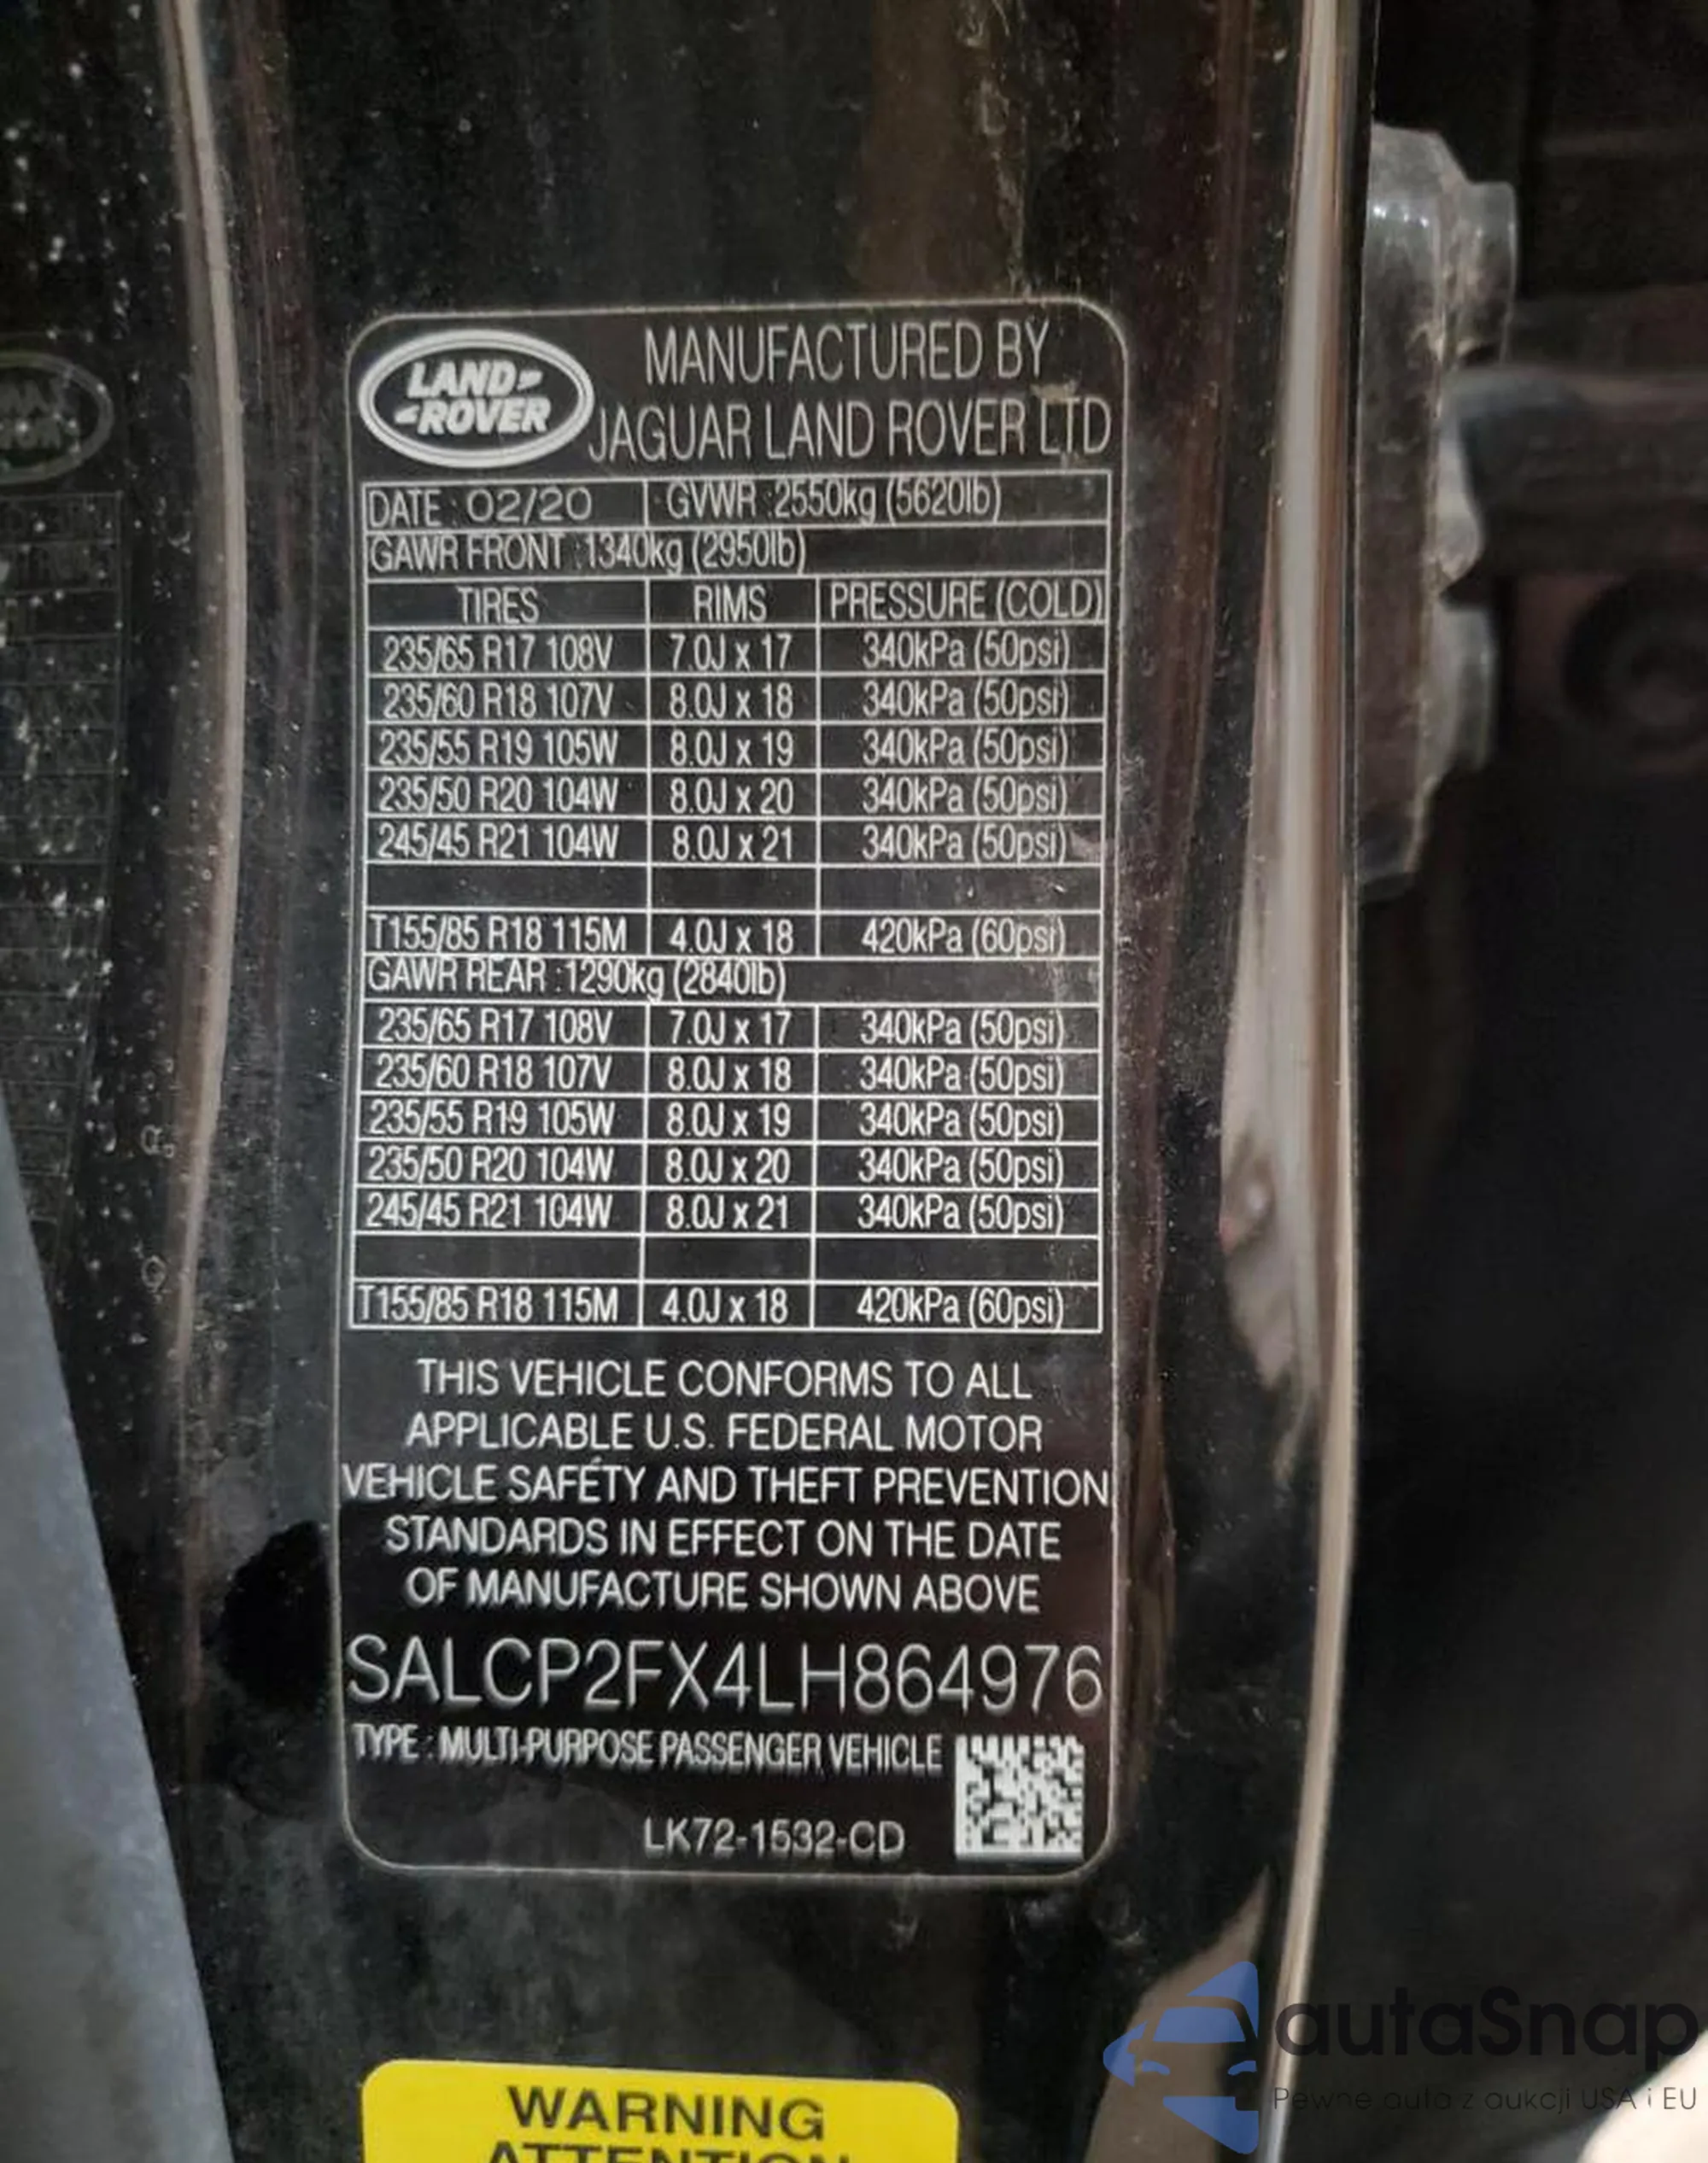 LAND
ROVER
MANUFACTURED BY
JAGUAR LAND ROVER LTD
DATE : 02/20 GVWR :2550kg (5620lb)
GAWR FRONT :1340kg (2950lb)
TIRES RIMS PRESSURE (COLD)
235/65 R17 108V 7.0J x 17 340kPa (50psi)
235/60 R18 107V 8.0J x 18 340kPa (50psi)
235/55 R19 105W 8.0J x 19 340kPa (50psi)
235/50 R20 104W 8.0J x 20 340kPa (50psi)
245/45 R21 104W 8.0J x 21 340kPa (50psi)
T155/85 R18 115M 4.0J x 18 420kPa (60psi)
GAWR REAR :1290kg (2840lb)
235/65 R17 108V 7.0J x 17 340kPa (50psi)
235/60 R18 107V 8.0J x 18 340kPa (50psi)
235/55 R19 105W 8.0J x 19 340kPa (50psi)
235/50 R20 104W 8.0J x 20 340kPa (50psi)
245/45 R21 104W 8.0J x 21 340kPa (50psi)
T155/85 R18 115M 4.0J x 18 420kPa (60psi)
THIS VEHICLE CONFORMS TO ALL
APPLICABLE U.S. FEDERAL MOTOR
VEHICLE SAFETY AND THEFT PREVENTION
STANDARDS IN EFFECT ON THE DATE
OF MANUFACTURE SHOWN ABOVE
SALCP2FX4LH864976
TYPE : MULTI-PURPOSE PASSENGER VEHICLE
LK72-1532-CD
WARNING
ATTENTION
autaSnap
Pewne auta z aukcji USA i EU